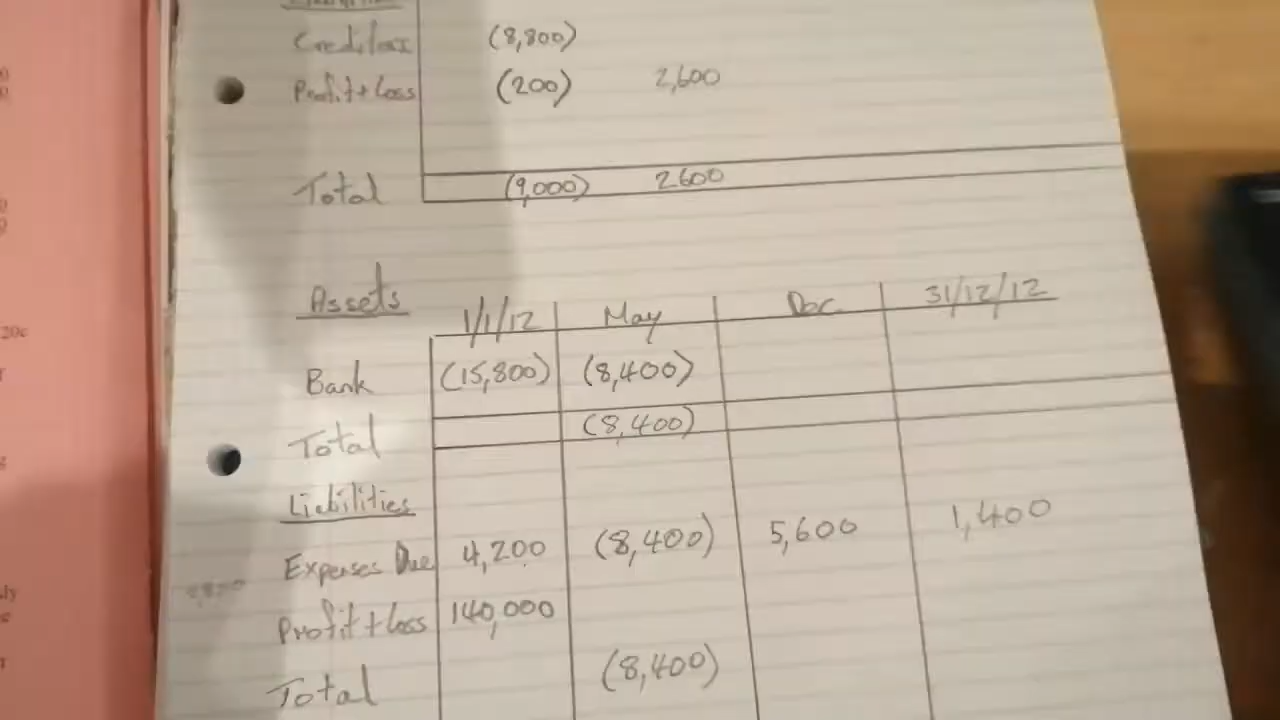 Creditors (8,800)
Profit + Loss (200) 2,600
Total (9,000) 2600
Assets 1/1/12 May Dec 31/12/12
Bank (15,800) (8,400)
Total (8,400)
Liabilities
Expenses Due 4,200 (8,400) 5,600 1,400
Profit + Loss 140,000
Total (8,400)
20c